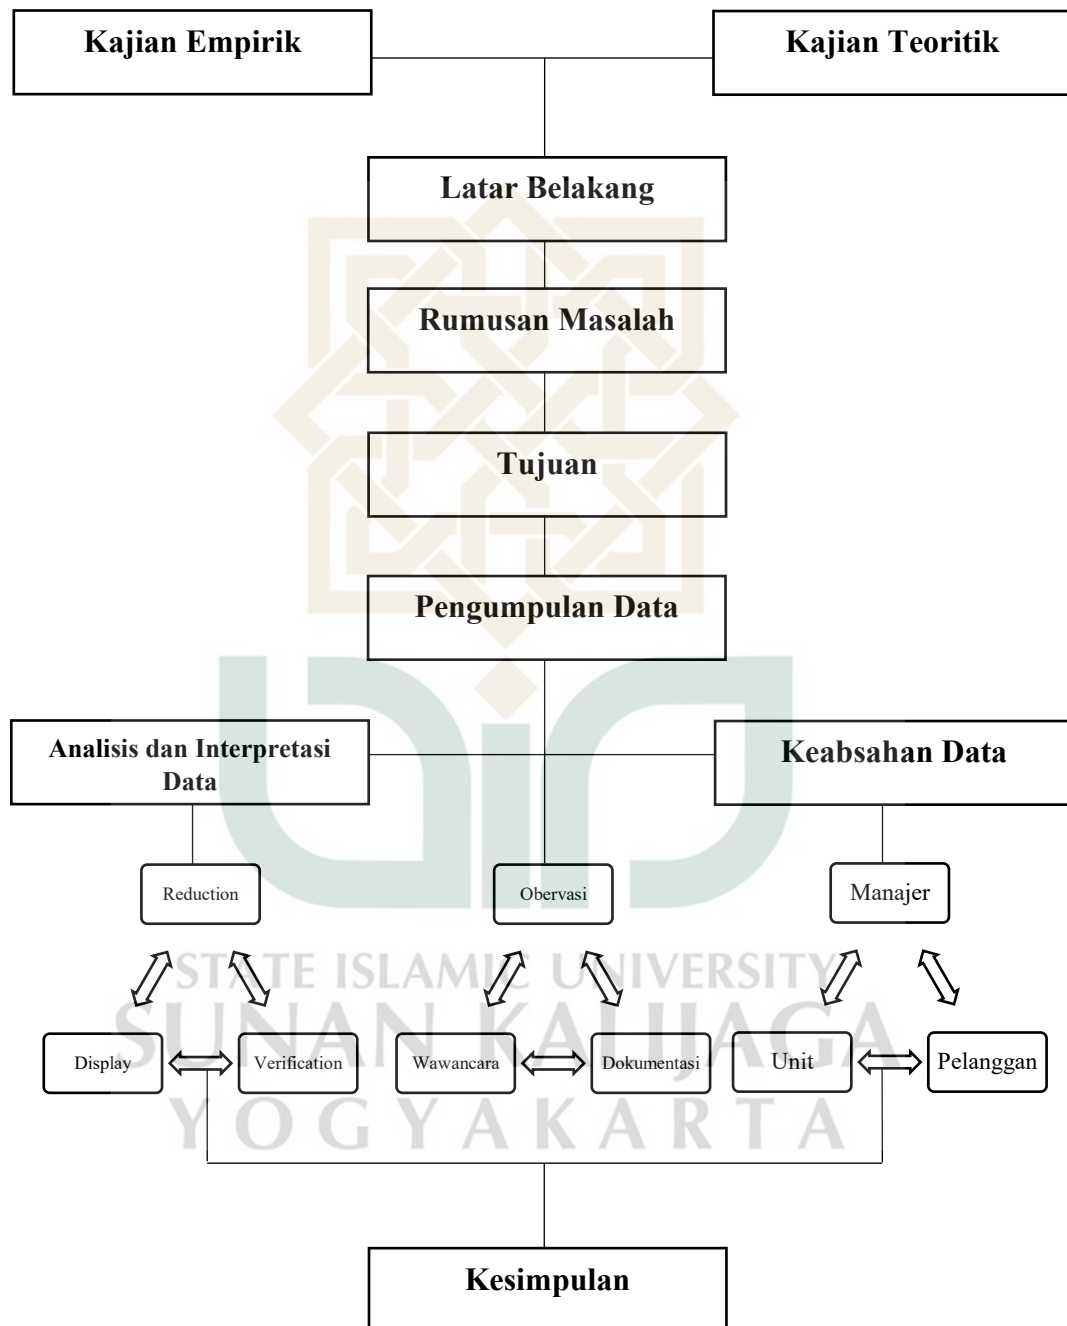 Kajian Empirik
Kajian Teoritik
Latar Belakang
Rumusan Masalah
Tujuan
Pengumpulan Data
Analisis dan Interpretasi
Data
Keabsahan Data
Reduction
Obervasi
Manajer
Display
Verification
Wawancara
Dokumentasi
Unit
Pelanggan
STATE ISLAMIC UNIVERSITY
SUNAN KALIJAGA
YOGYAKARTA
Kesimpulan